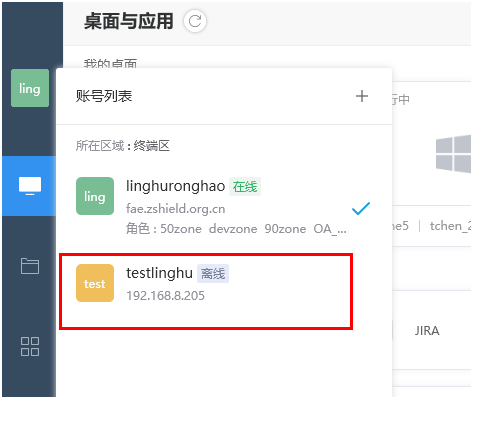 桌面与应用
ling
我的桌面
账号列表
行中
所在区域：终端区
ling
linghuronghao 在线
fae.zshield.org.cn
角色：50zone devzone 90zone OA_...
ne5 | tchen_2
test
testlinghu 离线
192.168.8.205
JIRA